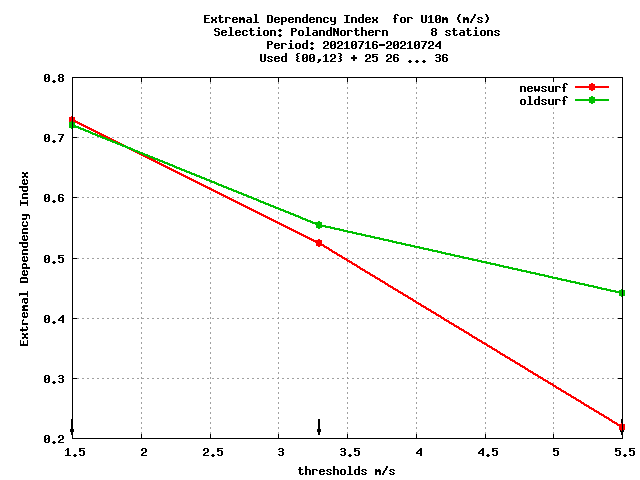 Extremal Dependency Index  for U10m (m/s)
Selection: PolandNorthern      8 stations
Period: 20210716-20210724
Used {00,12} + 25 26 ... 36
newsurf
oldsurf
0.8
0.7
0.6
0.5
0.4
0.3
0.2
Extremal Dependency Index
1.5 2 2.5 3 3.5 4 4.5 5 5.5
thresholds m/s